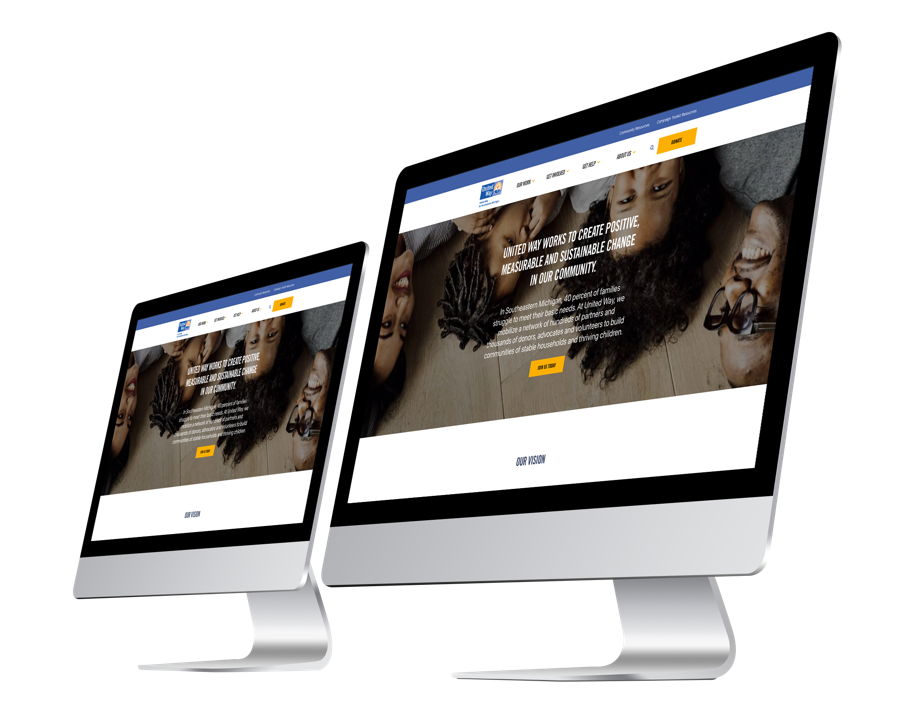 Community Resources Campaign Toolkit Resources
United
Way
OUR WORK GET INVOLVED GET HELP ABOUT US DONATE
UNITED WAY WORKS TO CREATE POSITIVE,
MEASURABLE AND SUSTAINABLE CHANGE
IN OUR COMMUNITY.
In Southeastern Michigan, 40 percent of families
struggle to meet their basic needs. At United Way, we
mobilize a network of hundreds of partners and
thousands of donors, advocates and volunteers to build
communities of stable households and thriving children.
JOIN US TODAY
OUR VISION
United
Way
OUR WORK GET INVOLVED GET HELP ABOUT US DONATE
UNITED WAY WORKS TO CREATE POSITIVE,
MEASURABLE AND SUSTAINABLE CHANGE
IN OUR COMMUNITY.
In Southeastern Michigan, 40 percent of families
struggle to meet their basic needs. At United Way, we
mobilize a network of hundreds of partners and
thousands of donors, advocates and volunteers to build
communities of stable households and thriving children.
JOIN US TODAY
OUR VISION